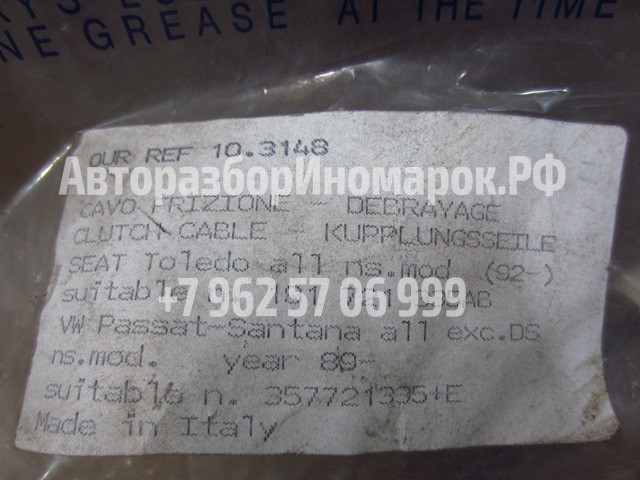 NE GREASE AT THE TIME
OUR REF 10.3148
АвторазборИномарок.РФ
CAVO FRIZIONE - DEBRAYAGE
CLUTCH CABLE - KUPPLUNGSSEILE
SEAT Toledo all ns.mod (92-)
suitable
+7 962 57 06 999
VW Passat-Santana all exc.DS
ns.mod. year 89-
suitable n. 357721335+E
Made in Italy